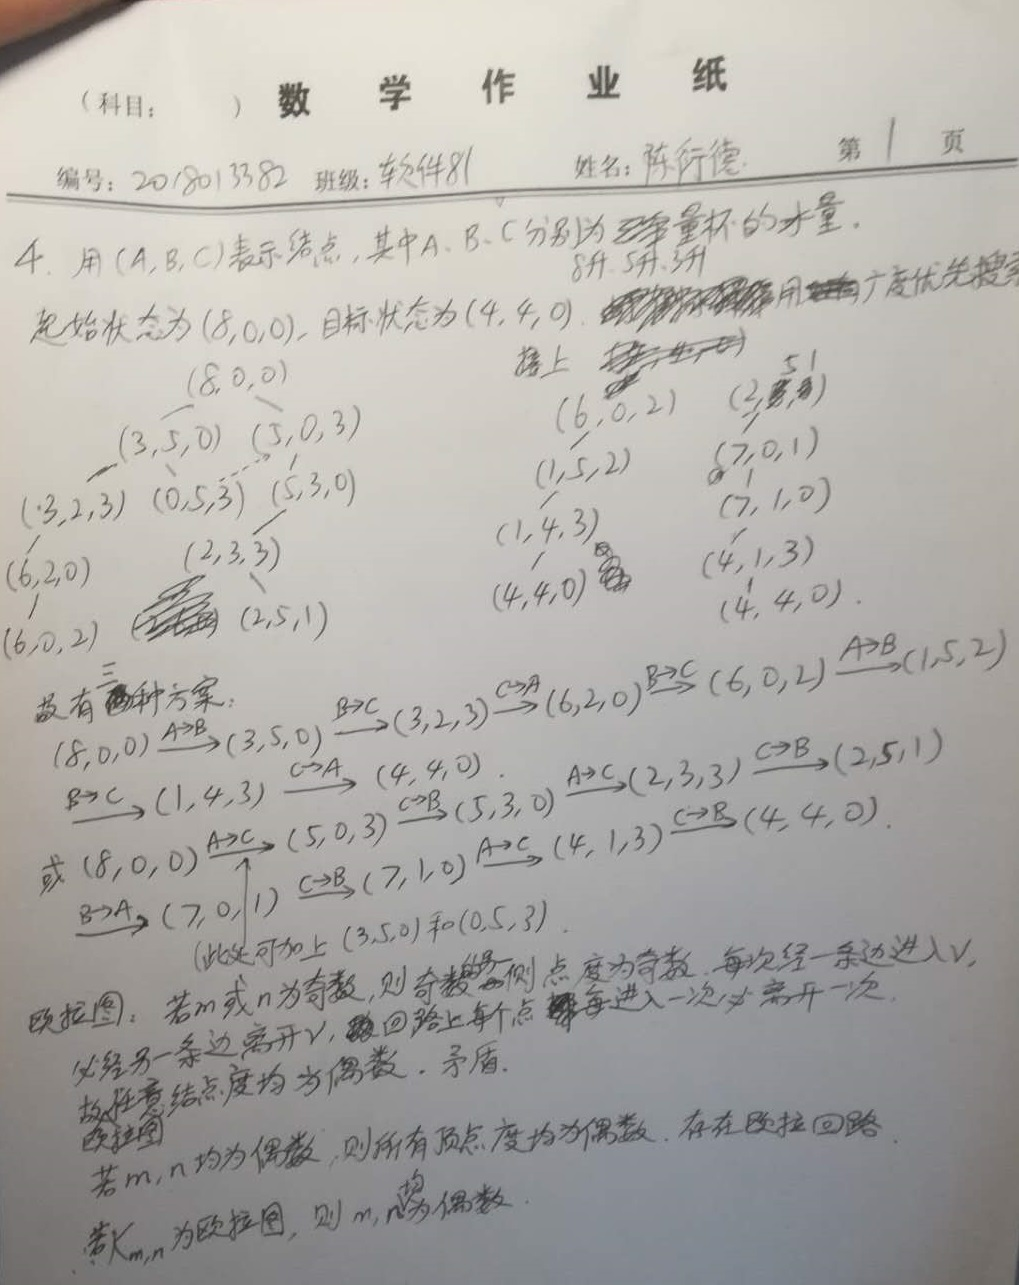 （科目： ） 数 学 作 业 纸
编号：2018013382 班级：软件81 姓名：陈衍德 第 1 页
4. 用(A,B,C)表示结点,其中A、B、C分别为量杯的水量.
8升.5升.3升
起始状态为(8,0,0),目标状态为(4,4,0). 用广度优先搜索
接上
(8,0,0) (6,0,2) (2,5,1)
(3,5,0) (5,0,3) (1,5,2) (7,0,1)
(3,2,3) (0,5,3) (5,3,0) (1,4,3) (7,1,0)
(6,2,0) (2,3,3) (4,4,0) (4,1,3)
(6,0,2) (2,5,1) (4,4,0).
故有三种方案:
(8,0,0) A→B (3,5,0) B→C (3,2,3) C→A (6,2,0) B→C (6,0,2) A→B (1,5,2)
B→C (1,4,3) C→A (4,4,0).
或 (8,0,0) A→C (5,0,3) C→B (5,3,0) A→C (2,3,3) C→B (2,5,1)
B→A (7,0,1) C→B (7,1,0) A→C (4,1,3) C→B (4,4,0).
(此处可加上 (3,5,0)和(0,5,3).
欧拉图: 若m或n为奇数,则奇数的另一侧点度为奇数.每次经一条边进入V,
必经另一条边离开V,回路上每个点每进入一次必离开一次.
故任意结点度均为偶数.矛盾.
欧拉图
若m,n均为偶数,则所有顶点度均为偶数.存在欧拉回路.
若Km,n为欧拉图,则m,n均为偶数.